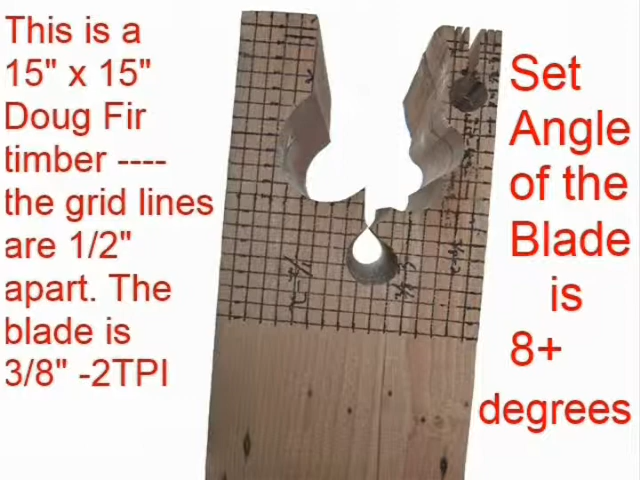 This is a
15" x 15"
Doug Fir
timber ----
the grid lines
are 1/2"
apart. The
blade is
3/8" -2TPI
Set
Angle
of the
Blade
is
8+
degrees